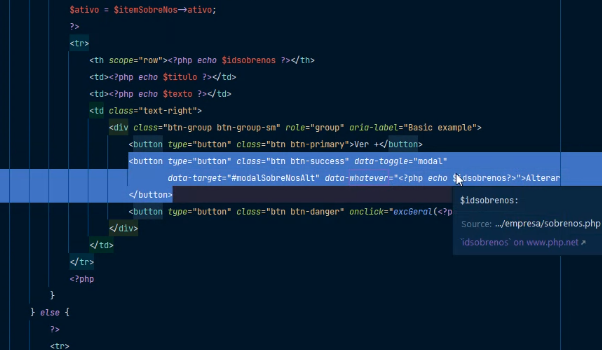 $ativo = $itemSobreNos->ativo;
?>
<tr>
<th scope="row"><?php echo $idsobrenos ?></th>
<td><?php echo $titulo ?></td>
<td><?php echo $texto ?></td>
<td class="text-right">
<div class="btn-group btn-group-sm" role="group" aria-label="Basic example">
<button type="button" class="btn btn-primary">Ver +</button>
<button type="button" class="btn btn-success" data-toggle="modal"
data-target="#modalSobreNosAlt" data-whatever="<?php echo $idsobrenos?>">Alterar
</button>
<button type="button" class="btn btn-danger" onclick="excGeral(<?p
</div>
</td>
</tr>
<?php
}
} else {
?>
<tr>
$idsobrenos:
Source: .../empresa/sobrenos.php
`idsobrenos` on www.php.net ↗